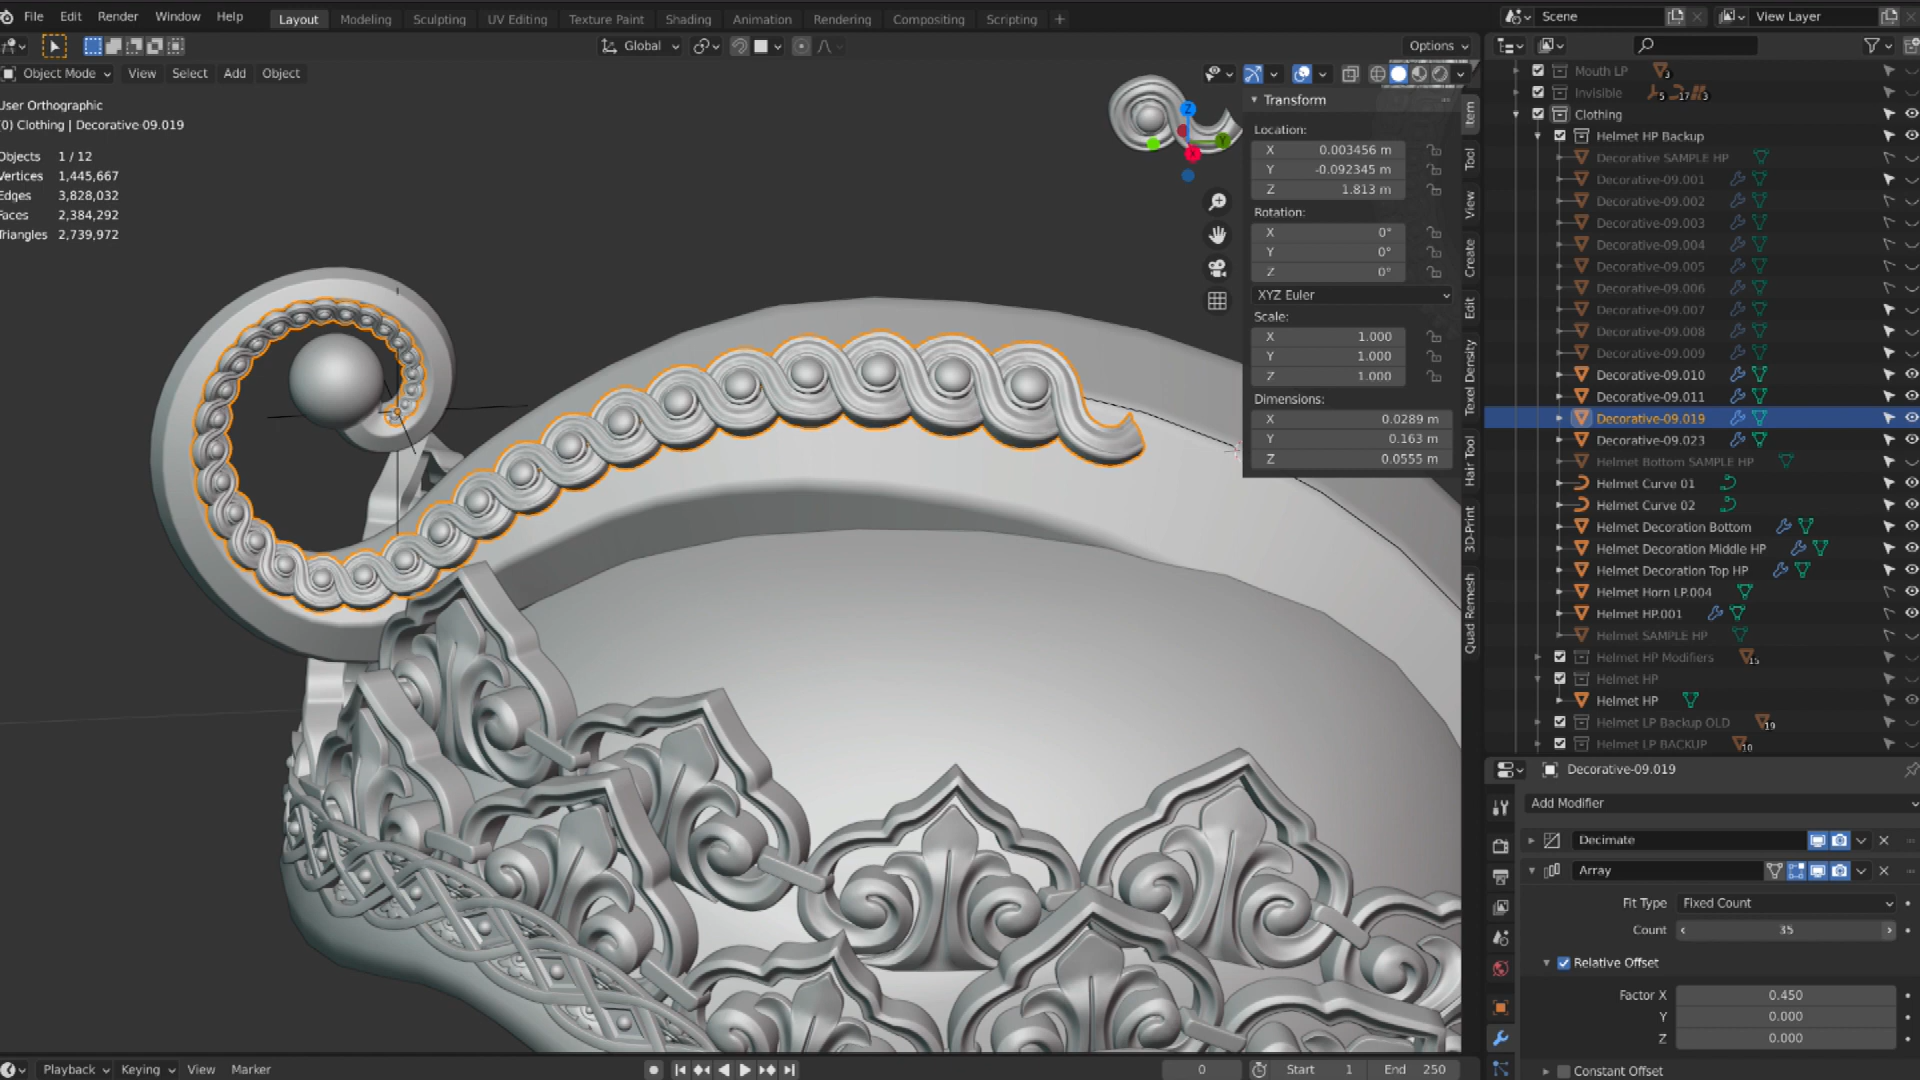 File Edit Render Window Help Layout Modeling Sculpting UV Editing Texture Paint Shading Animation Rendering Compositing Scripting + Scene View Layer
Global Options
Object Mode View Select Add Object
User Orthographic
(0) Clothing | Decorative-09.019
Objects 1 / 12
Vertices 1,445,667
Edges 3,828,032
Faces 2,384,292
Triangles 2,739,972
Z
Y
X
Transform
Location:
X 0.003456 m
Y -0.092345 m
Z 1.813 m
Rotation:
X 0°
Y 0°
Z 0°
XYZ Euler
Scale:
X 1.000
Y 1.000
Z 1.000
Dimensions:
X 0.0289 m
Y 0.163 m
Z 0.0555 m
Item
Tool
View
Create
Edit
Texel Density
Hair Tool
3D-Print
Quad Remesh
Mouth LP 3
Invisible 5 17 3
Clothing
Helmet HP Backup
Decorative SAMPLE HP
Decorative-09.001
Decorative-09.002
Decorative-09.003
Decorative-09.004
Decorative-09.005
Decorative-09.006
Decorative-09.007
Decorative-09.008
Decorative-09.009
Decorative-09.010
Decorative-09.011
Decorative-09.019
Decorative-09.023
Helmet Bottom SAMPLE HP
Helmet Curve 01
Helmet Curve 02
Helmet Decoration Bottom
Helmet Decoration Middle HP
Helmet Decoration Top HP
Helmet Horn LP.004
Helmet HP.001
Helmet SAMPLE HP
Helmet HP Modifiers 15
Helmet HP
Helmet HP
Helmet LP Backup OLD 19
Helmet LP BACKUP 10
Decorative-09.019
Add Modifier
Decimate
Array
Fit Type Fixed Count
Count 35
Relative Offset
Factor X 0.450
Y 0.000
Z 0.000
Constant Offset
Playback Keying View Marker 0 Start 1 End 250